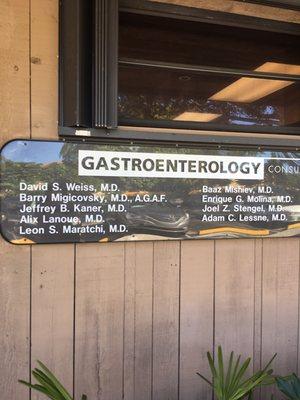 GASTROENTEROLOGY CONSU
David S. Weiss, M.D.
Barry Migicovsky, M.D., A.G.A.F.
Jeffrey B. Kaner, M.D.
Alix Lanoue, M.D.
Leon S. Maratchi, M.D.
Baaz Mishiev, M.D.
Enrique G. Molina, M.D.
Joel Z. Stengel, M.D.
Adam C. Lessne, M.D.